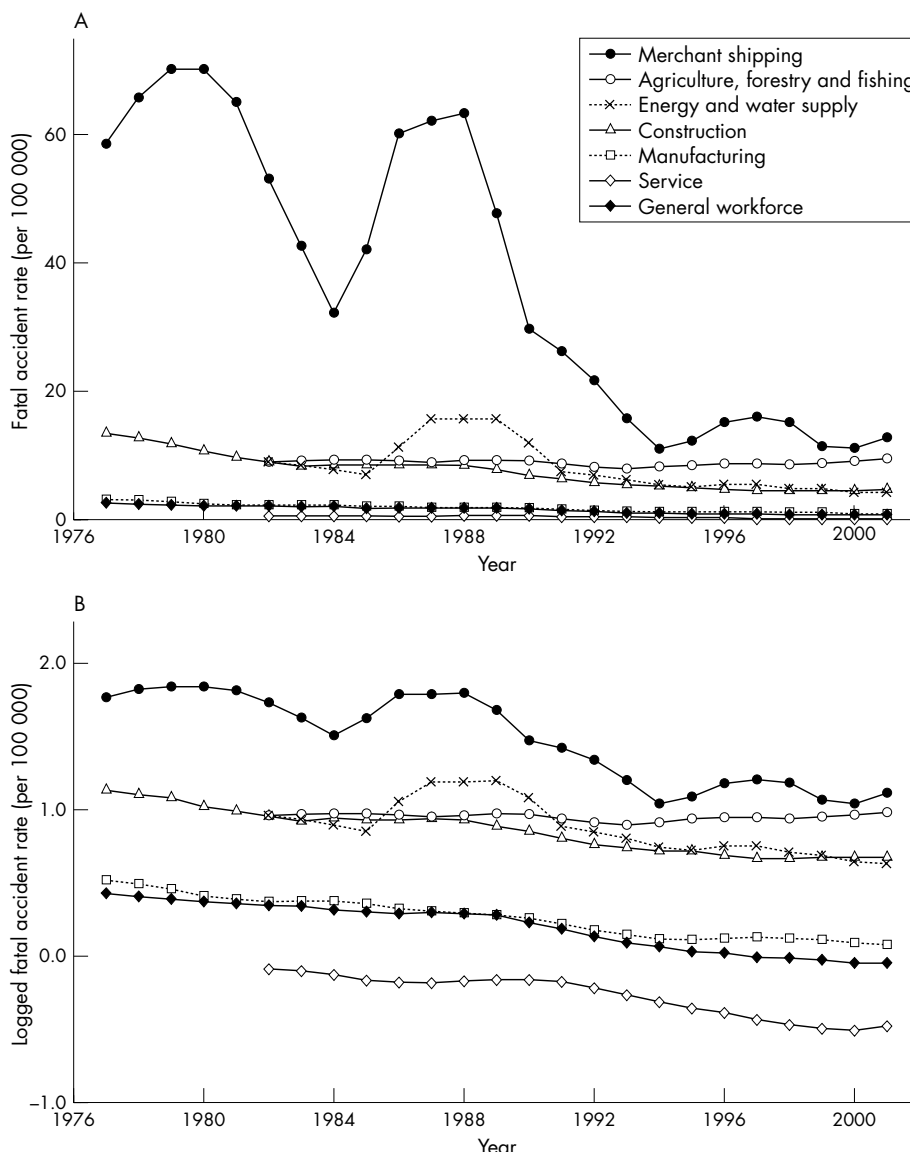 A
Fatal accident rate (per 100 000)
60
40
20
0
1976
1980
1984
1988
1992
1996
2000
Year
Merchant shipping
Agriculture, forestry and fishing
Energy and water supply
Construction
Manufacturing
Service
General workforce
B
Logged fatal accident rate (per 100 000)
2.0
1.0
0.0
–1.0
1976
1980
1984
1988
1992
1996
2000
Year